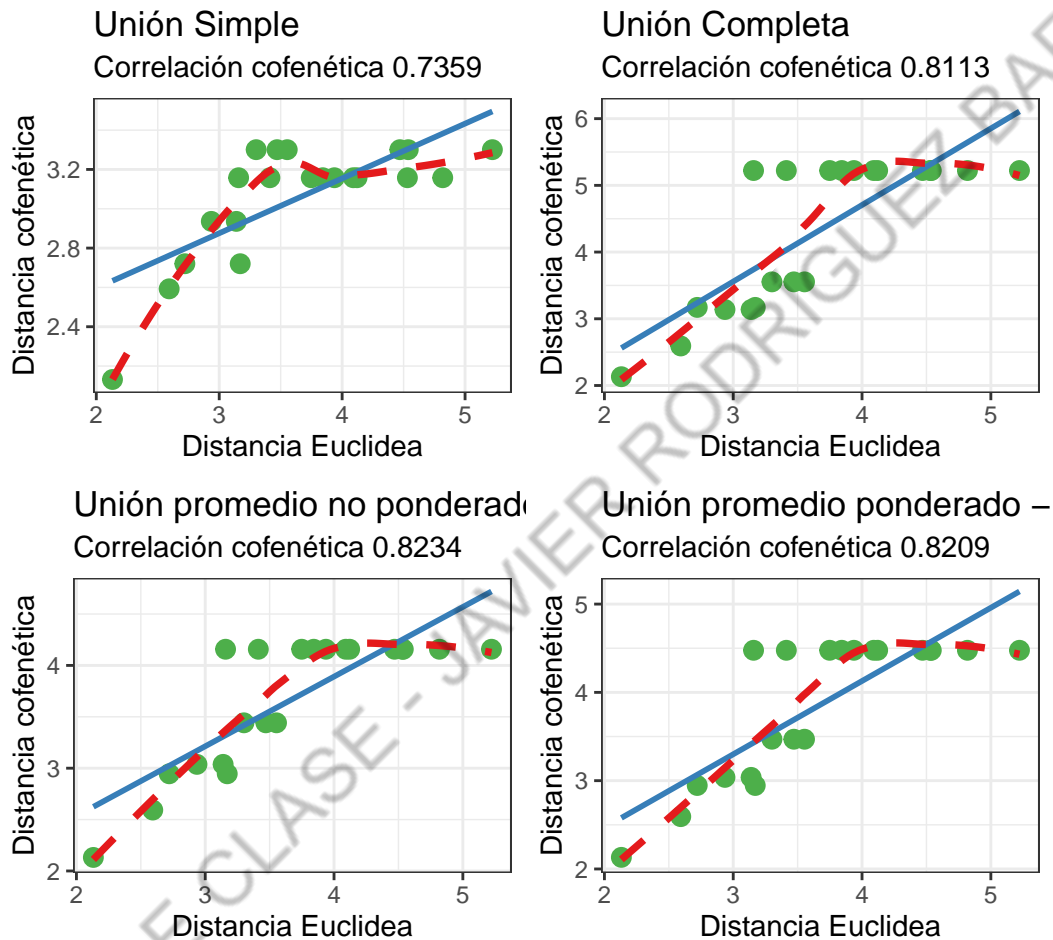 Unión Simple
Correlación cofenética 0.7359
Distancia cofenética
3.2
2.8
2.4
2
3
4
5
Distancia Euclidea
Unión Completa
Correlación cofenética 0.8113
Distancia cofenética
6
5
4
3
2
2
3
4
5
Distancia Euclidea
Unión promedio no ponderado
Correlación cofenética 0.8234
Distancia cofenética
4
3
2
2
3
4
5
Distancia Euclidea
Unión promedio ponderado –
Correlación cofenética 0.8209
Distancia cofenética
5
4
3
2
2
3
4
5
Distancia Euclidea
E CLASE - JAVIER RODRIGUEZ BAR